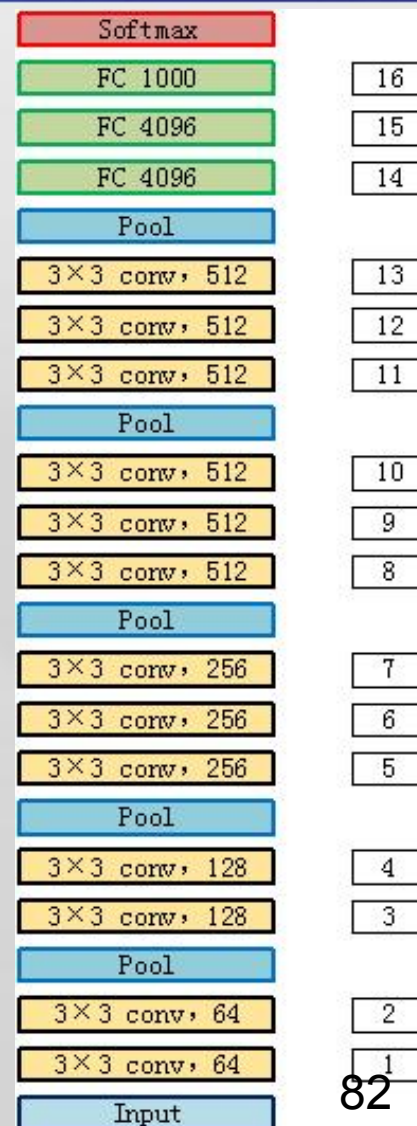 Softmax
FC 1000 16
FC 4096 15
FC 4096 14
Pool
3×3 conv, 512 13
3×3 conv, 512 12
3×3 conv, 512 11
Pool
3×3 conv, 512 10
3×3 conv, 512 9
3×3 conv, 512 8
Pool
3×3 conv, 256 7
3×3 conv, 256 6
3×3 conv, 256 5
Pool
3×3 conv, 128 4
3×3 conv, 128 3
Pool
3×3 conv, 64 2
3×3 conv, 64 1
Input
82